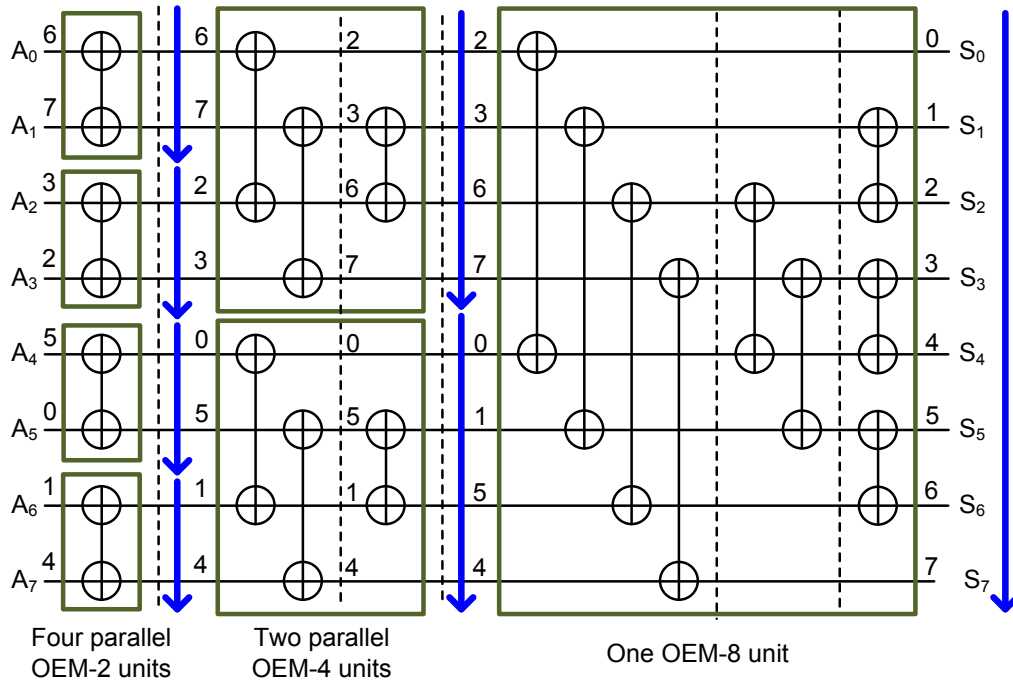 A0 6 6 2 2 0 S0
A1 7 7 3 3 1 S1
A2 3 2 6 6 2 S2
A3 2 3 7 7 3 S3
A4 5 0 0 0 4 S4
A5 0 5 5 1 5 S5
A6 1 1 1 5 6 S6
A7 4 4 4 4 7 S7
Four parallel
OEM-2 units
Two parallel
OEM-4 units
One OEM-8 unit